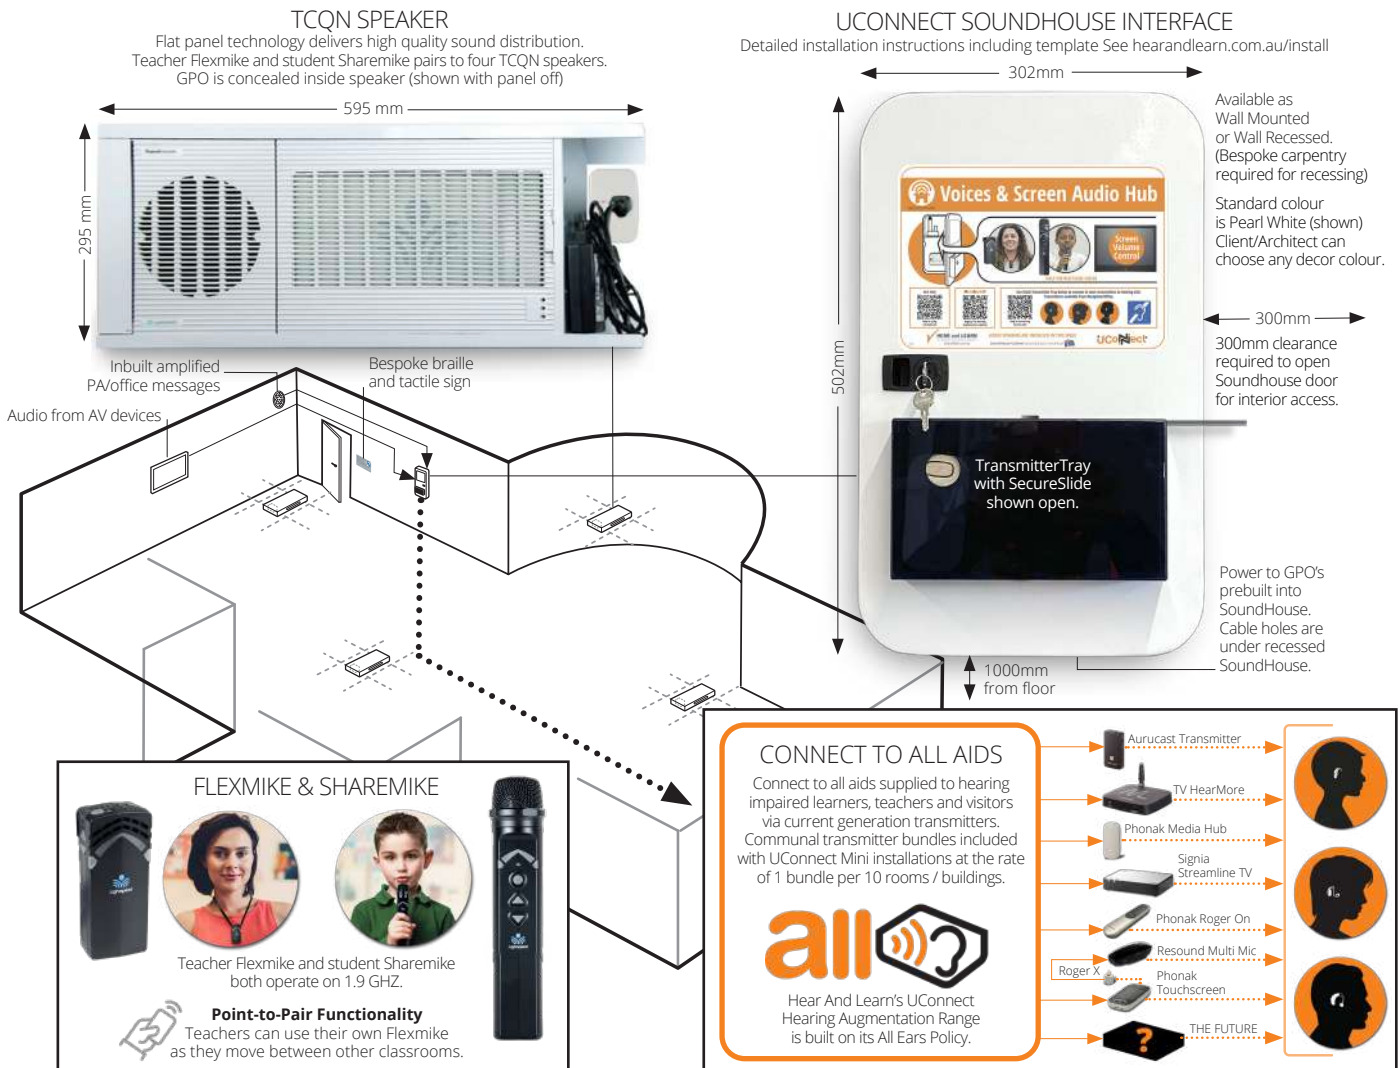 TCQN SPEAKER
Flat panel technology delivers high quality sound distribution.
Teacher Flexmike and student Sharemike pairs to four TCQN speakers.
GPO is concealed inside speaker (shown with panel off)
595 mm
295 mm
UCONNECT SOUNDHOUSE INTERFACE
Detailed installation instructions including template See hearandlearn.com.au/install
302mm
502mm
Voices & Screen Audio Hub
Screen
Volume
Control
HEAR and LEARN
UCoNNect
TransmitterTray
with SecureSlide
shown open.
Available as
Wall Mounted
or Wall Recessed.
(Bespoke carpentry
required for recessing)
Standard colour
is Pearl White (shown)
Client/Architect can
choose any decor colour.
300mm
300mm clearance
required to open
Soundhouse door
for interior access.
Power to GPO's
prebuilt into
SoundHouse.
Cable holes are
under recessed
SoundHouse.
1000mm
from floor
Inbuilt amplified
PA/office messages
Audio from AV devices
Bespoke braille
and tactile sign
FLEXMIKE & SHAREMIKE
Teacher Flexmike and student Sharemike
both operate on 1.9 GHZ.
Point-to-Pair Functionality
Teachers can use their own Flexmike
as they move between other classrooms.
CONNECT TO ALL AIDS
Connect to all aids supplied to hearing
impaired learners, teachers and visitors
via current generation transmitters.
Communal transmitter bundles included
with UConnect Mini installations at the rate
of 1 bundle per 10 rooms / buildings.
all
Hear And Learn's UConnect
Hearing Augmentation Range
is built on its All Ears Policy.
Aurucast Transmitter
TV HearMore
Phonak Media Hub
Signia
Streamline TV
Phonak Roger On
Resound Multi Mic
Roger X
Phonak
Touchscreen
?
THE FUTURE